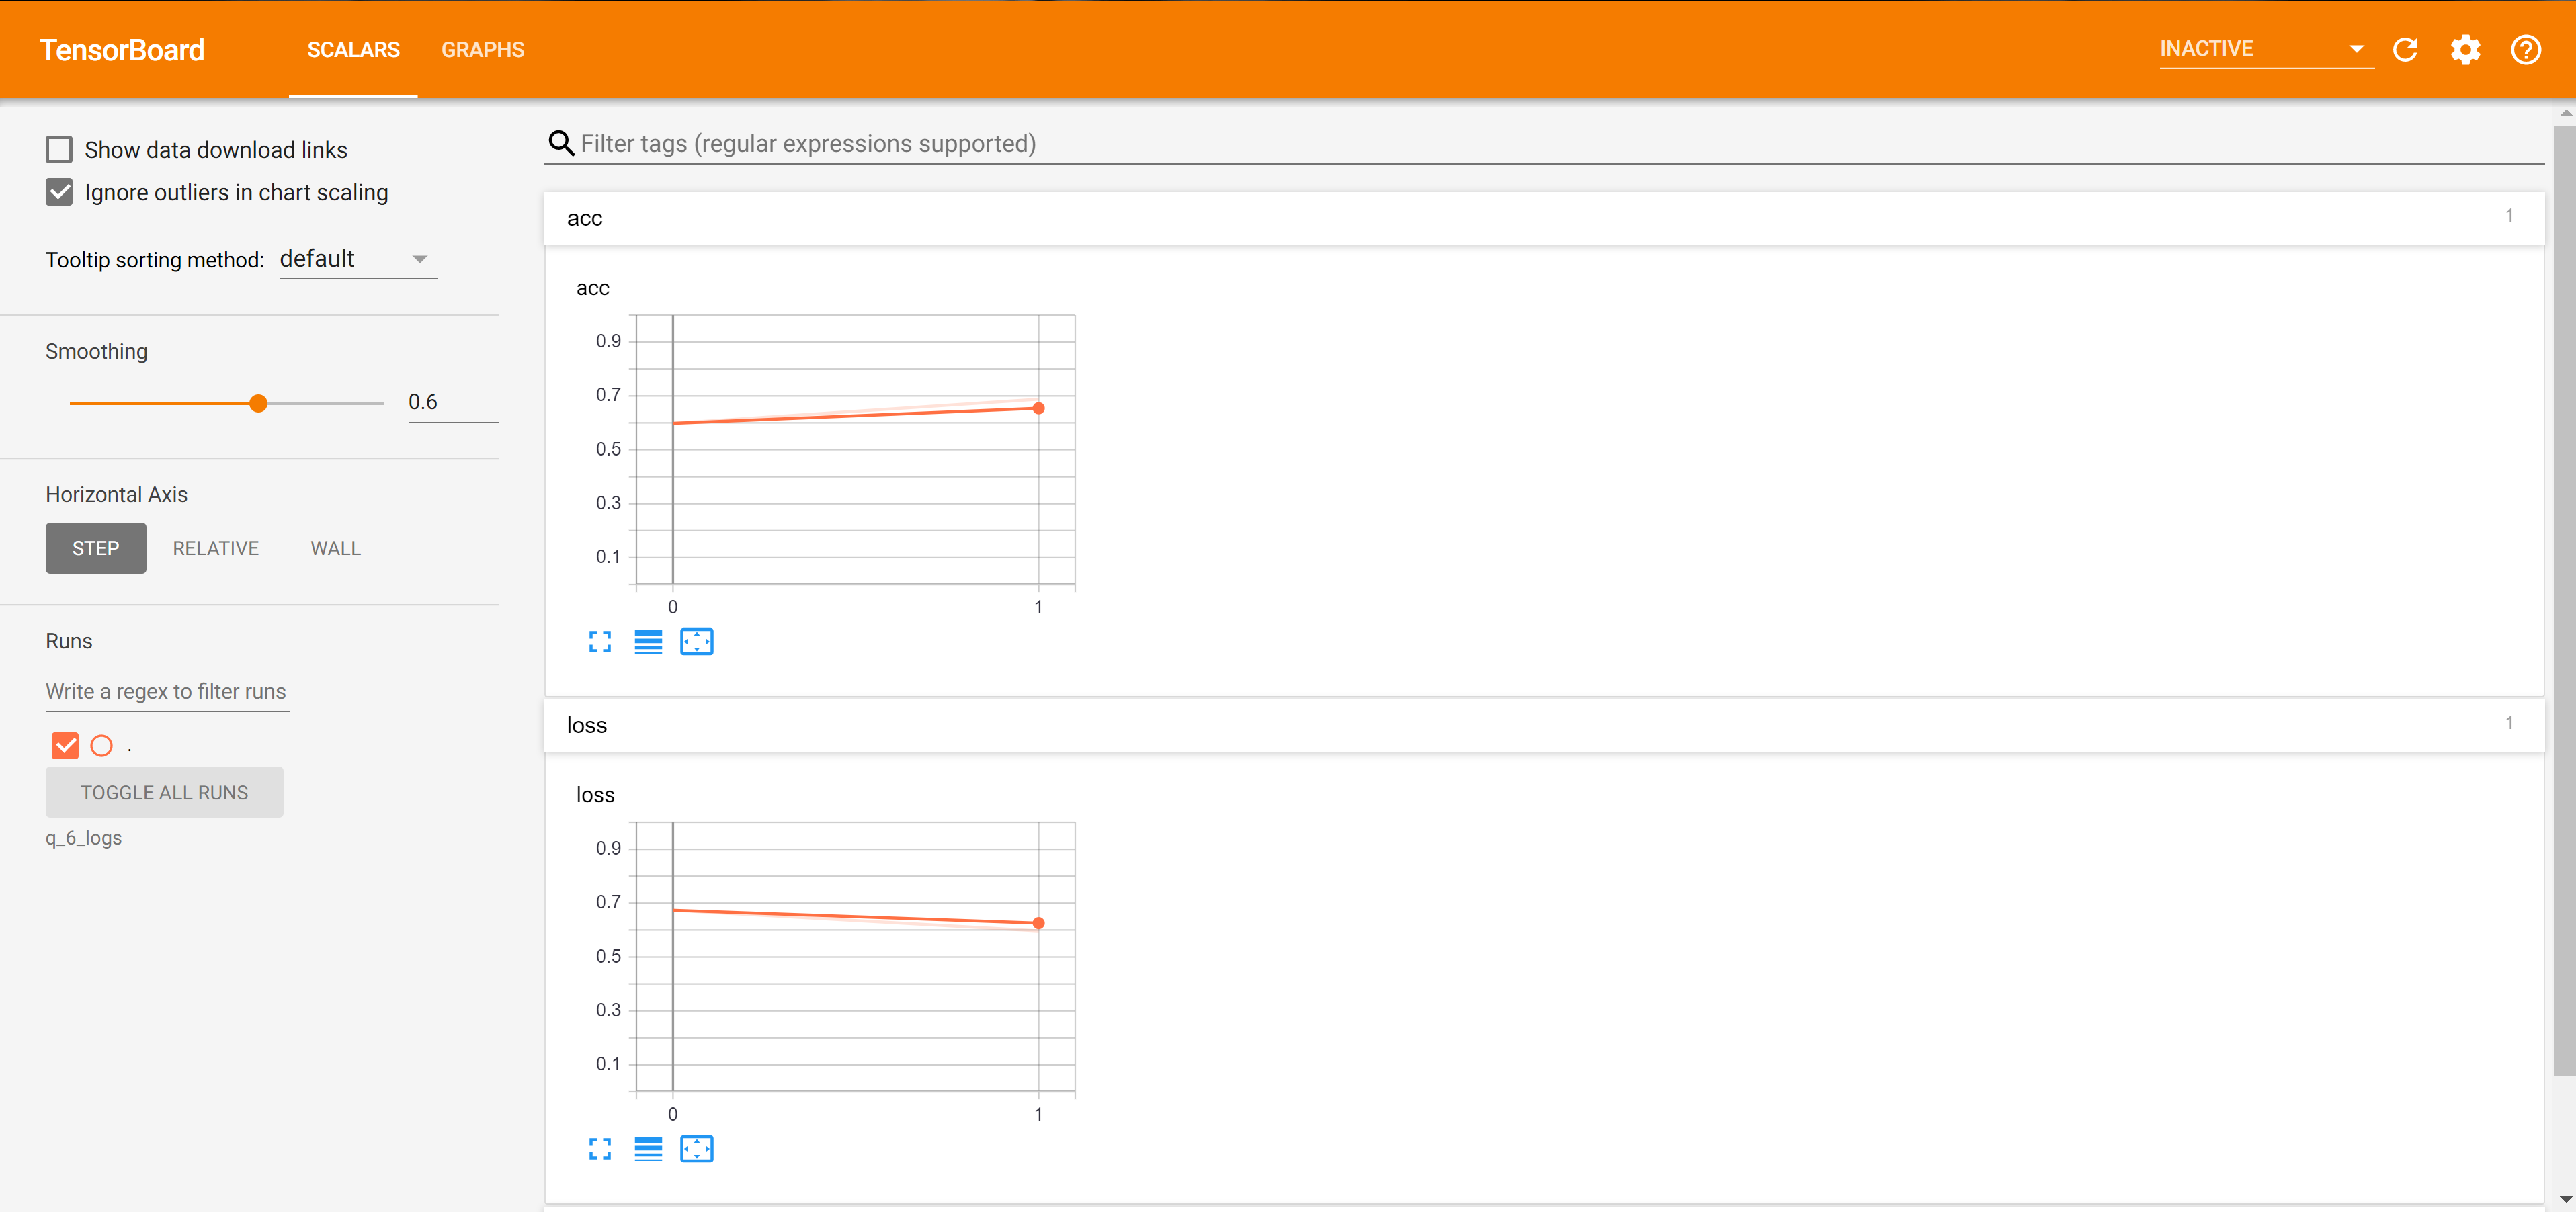 TensorBoard SCALARS GRAPHS INACTIVE
Show data download links
Ignore outliers in chart scaling
Tooltip sorting method: default
Smoothing
0.6
Horizontal Axis
STEP RELATIVE WALL
Runs
Write a regex to filter runs
.
TOGGLE ALL RUNS
q_6_logs
Filter tags (regular expressions supported)
acc 1
acc
0.9
0.7
0.5
0.3
0.1
0 1
loss 1
loss
0.9
0.7
0.5
0.3
0.1
0 1